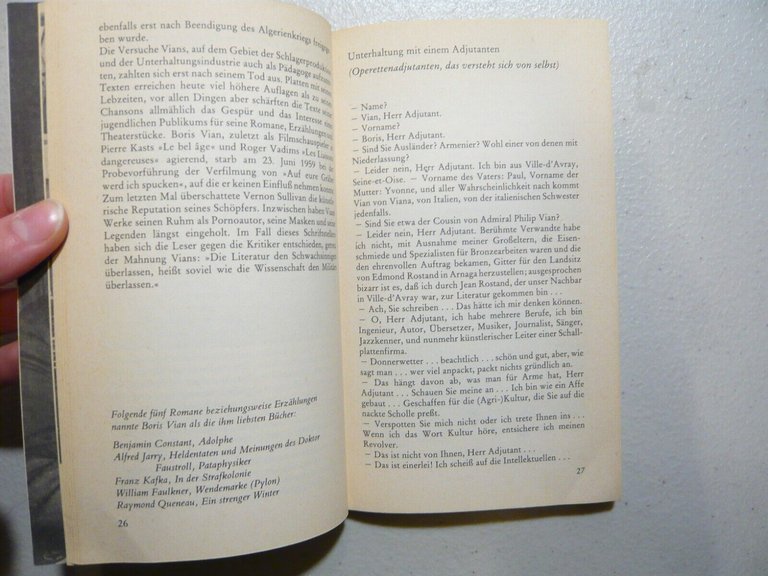 ebenfalls erst nach Beendigung des Algerienkriegs freigege-
ben wurde.
Die Versuche Vians, auf dem Gebiet der Schlagerproduktion
und der Unterhaltungsindustrie auch als Pädagoge aufzutreten,
zahlten sich erst nach seinem Tod aus. Platten mit seinen
Texten erreichen heute viel höhere Auflagen als zu seinen
Lebzeiten, vor allen Dingen aber schärften die Texte seiner
Chansons allmählich das Gespür und das Interesse des
jugendlichen Publikums für seine Romane, Erzählungen und
Theaterstücke. Boris Vian, zuletzt als Filmschauspieler in
Pierre Kasts »Le bel âge« und Roger Vadims »Les Liaisons
dangereuses« agierend, starb am 23. Juni 1959 bei der
Probevorführung der Verfilmung von »Auf eure Gräber
werd ich spucken«, auf die er keinen Einfluß nehmen konnte.
Zum letzten Mal überschattete Vernon Sullivan die künstle-
rische Reputation seines Schöpfers. Inzwischen haben Vians
Werke seinen Ruhm als Pornoautor, seine Masken und seine
Legenden längst eingeholt. Im Fall dieses Schriftstellers
haben sich die Leser gegen die Kritiker entschieden, getreu
der Mahnung Vians: »Die Literatur den Schwachsinnigen
überlassen, heißt soviel wie die Wissenschaft den Militärs
überlassen.«
Folgende fünf Romane beziehungsweise Erzählungen
nannte Boris Vian als die ihm liebsten Bücher:
Benjamin Constant, Adolphe
Alfred Jarry, Heldentaten und Meinungen des Doktor
Faustroll, Pataphysiker
Franz Kafka, In der Strafkolonie
William Faulkner, Wendemarke (Pylon)
Raymond Queneau, Ein strenger Winter
26
Unterhaltung mit einem Adjutanten
(Operettenadjutanten, das versteht sich von selbst)
– Name?
– Vian, Herr Adjutant.
– Vorname?
– Boris, Herr Adjutant.
– Sind Sie Ausländer? Armenier? Wohl einer von denen mit
Niederlassung?
– Leider nein, Herr Adjutant. Ich bin aus Ville-d'Avray,
Seine-et-Oise. – Vorname des Vaters: Paul, Vorname der
Mutter: Yvonne, und aller Wahrscheinlichkeit nach kommt
Vian von Viana, von Italien, von der italienischen Schwester
jedenfalls.
– Sind Sie etwa der Cousin von Admiral Philip Vian?
– Leider nein, Herr Adjutant. Berühmte Verwandte habe
ich nicht, mit Ausnahme meiner Großeltern, die Eisen-
schmiede und Spezialisten für Bronzearbeiten waren und
den ehrenvollen Auftrag bekamen, Gitter für den Landsitz
von Edmond Rostand in Arnaga herzustellen; ausgesprochen
bizarr ist es, daß ich durch Jean Rostand, der unser Nachbar
in Ville-d'Avray war, zur Literatur gekommen bin . . .
– Ach, Sie schreiben . . . Das hätte ich mir denken können.
– O, Herr Adjutant, ich habe mehrere Berufe, ich bin
Ingenieur, Autor, Übersetzer, Musiker, Journalist, Sänger,
Jazzkenner, und nunmehr künstlerischer Leiter einer Schall-
plattenfirma.
– Donnerwetter . . . beachtlich . . . schön und gut, aber, wie
sagt man . . . wer viel anpackt, packt nichts gründlich an.
– Das hängt davon ab, was man für Arme hat, Herr
Adjutant . . . Schauen Sie meine an . . . Ich bin wie ein Affe
gebaut . . . Geschaffen für die (Agri-)Kultur, die Sie auf die
nackte Scholle preßt.
– Verspotten Sie mich nicht oder ich trete Ihnen ins . . .
Wenn ich das Wort Kultur höre, entsichere ich meinen
Revolver.
– Das ist nicht von Ihnen, Herr Adjutant . . .
– Das ist einerlei! Ich scheiß auf die Intellektuellen . . .
27